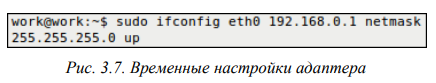 work@work:~$ sudo ifconfig eth0 192.168.0.1 netmask
255.255.255.0 up
Рис. 3.7. Временные настройки адаптера